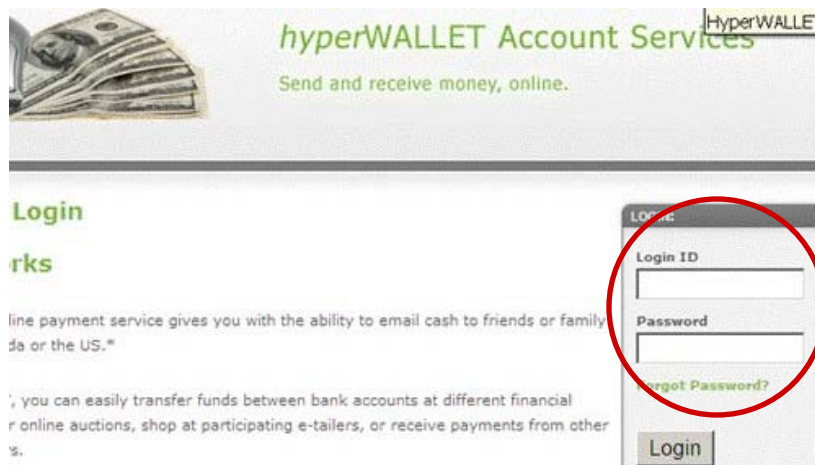 HyperWALLE
hyperWALLET Account Services
Send and receive money, online.
Login
rks
line payment service gives you with the ability to email cash to friends or family
da or the US.*
', you can easily transfer funds between bank accounts at different financial
r online auctions, shop at participating e-tailers, or receive payments from other
s.
LOGIN:
Login ID
Password
Forgot Password?
Login